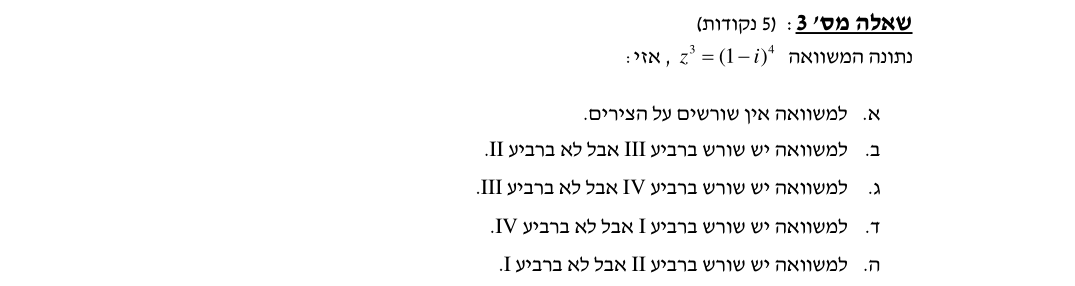 שאלה מס׳ 3 : (5 נקודות)
נתונה המשוואה z³ = (1 − i)⁴ , אזי :
א. למשוואה אין שורשים על הצירים.
ב. למשוואה יש שורש ברביע III אבל לא ברביע II.
ג. למשוואה יש שורש ברביע IV אבל לא ברביע III.
ד. למשוואה יש שורש ברביע I אבל לא ברביע IV.
ה. למשוואה יש שורש ברביע II אבל לא ברביע I.